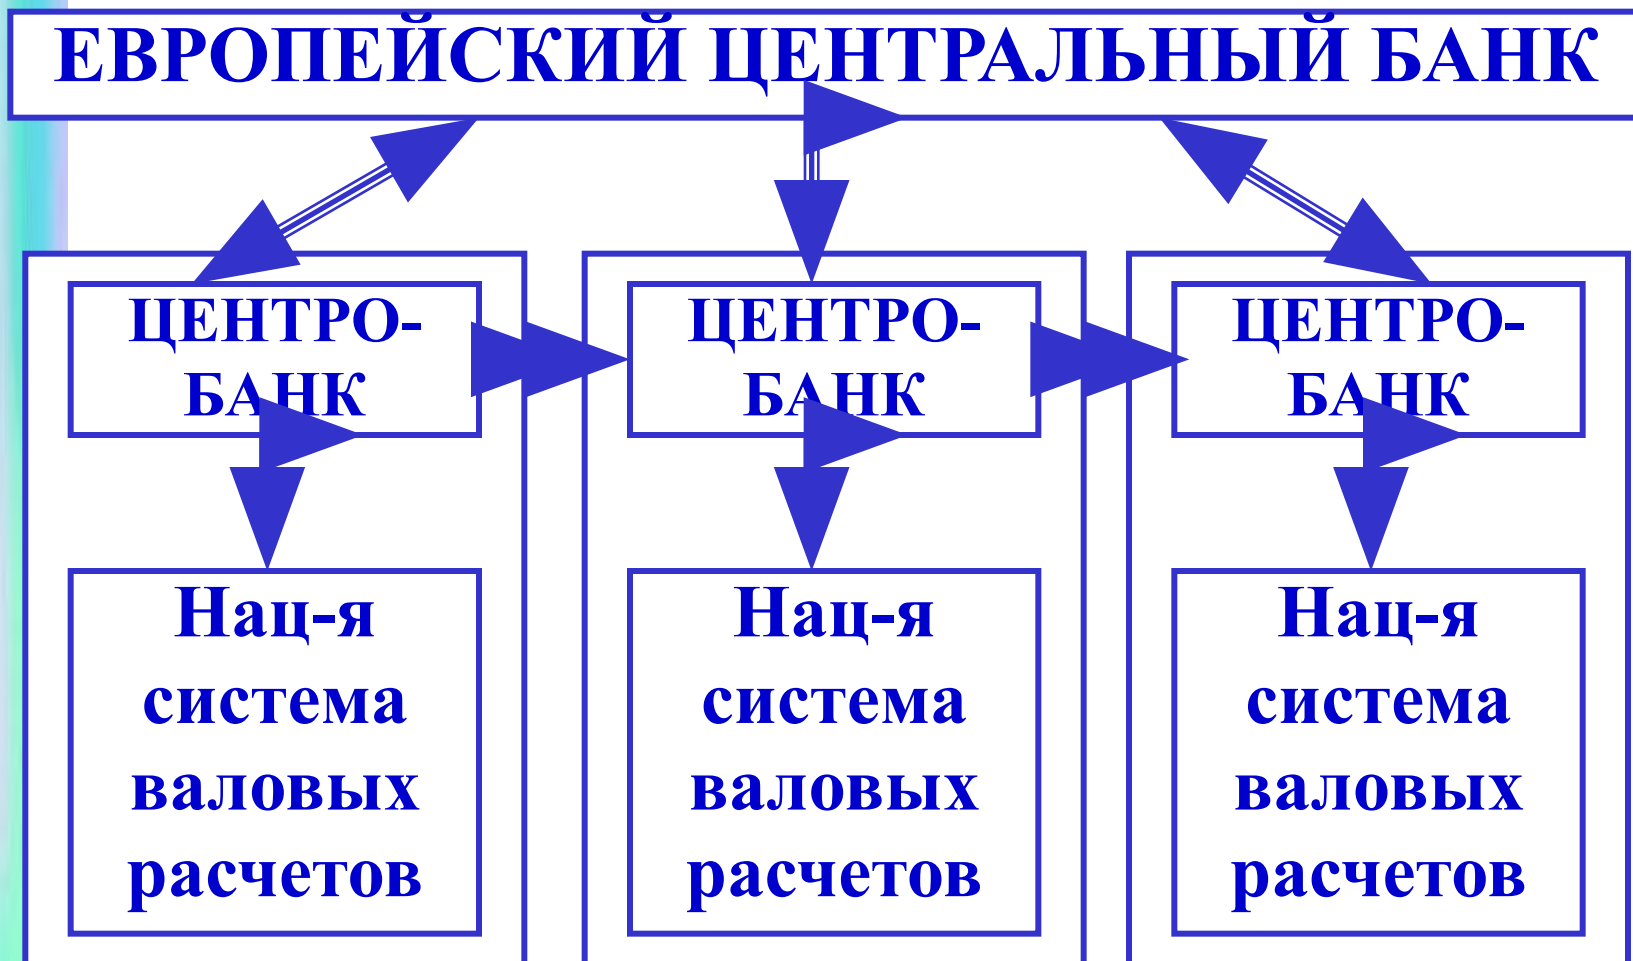 ЕВРОПЕЙСКИЙ ЦЕНТРАЛЬНЫЙ БАНК
ЦЕНТРО-
БАНК
ЦЕНТРО-
БАНК
ЦЕНТРО-
БАНК
Нац-я
система
валовых
расчетов
Нац-я
система
валовых
расчетов
Нац-я
система
валовых
расчетов